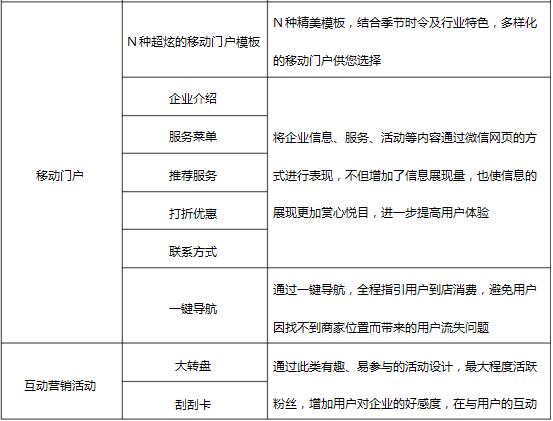 N种超炫的移动门户模板
N种精美模板，结合季节时令及行业特色，多样化
的移动门户供您选择
移动门户
企业介绍
服务菜单
推荐服务
打折优惠
联系方式
将企业信息、服务、活动等内容通过微信网页的方
式进行表现，不但增加了信息展现量，也使信息的
展现更加赏心悦目，进一步提高用户体验
一键导航
通过一键导航，全程指引用户到店消费，避免用户
因找不到商家位置而带来的用户流失问题
互动营销活动
大转盘
刮刮卡
通过此类有趣、易参与的活动设计，最大程度活跃
粉丝，增加用户对企业的好感度，在与用户的互动